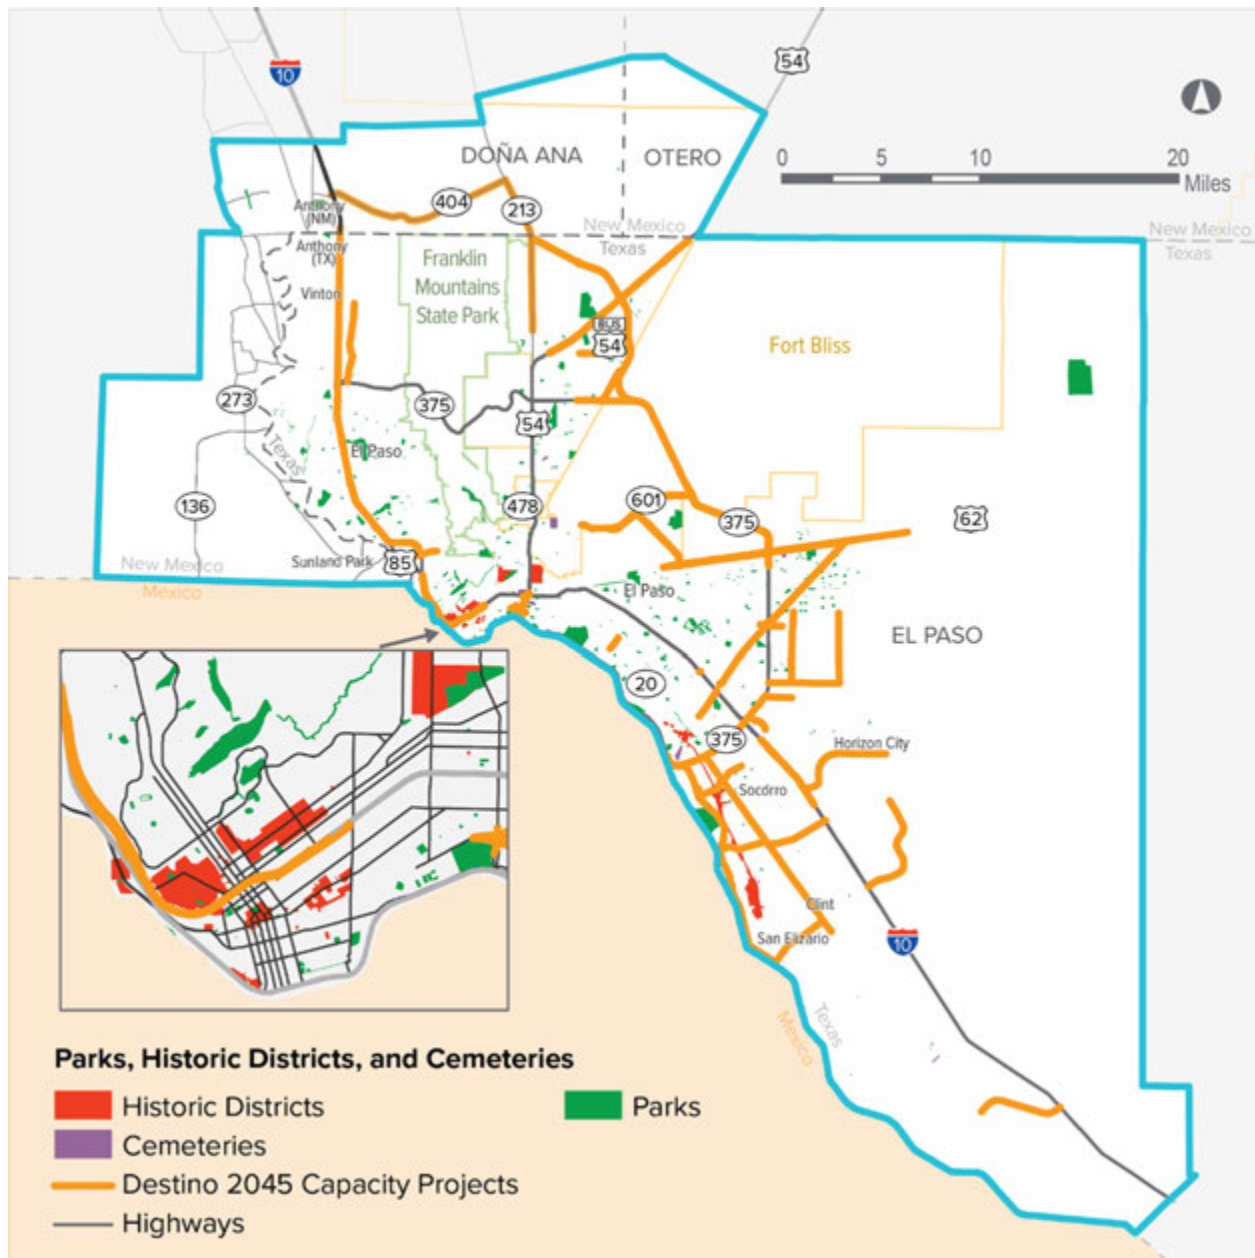 10
54
DOÑA ANA
OTERO
0
5
10
20
Miles
404
213
Anthony
(NM)
New Mexico
Texas
New Mexico
Texas
Anthony
(TX)
Vinton
Franklin
Mountains
State Park
BUS
54
Fort Bliss
273
375
54
Texas
El Paso
136
478
601
375
62
New Mexico
Mexico
Sunland Park
85
El Paso
EL PASO
20
375
Horizon City
Socorro
Clint
San Elizario
10
Mexico
Texas
Parks, Historic Districts, and Cemeteries
Historic Districts
Parks
Cemeteries
Destino 2045 Capacity Projects
Highways